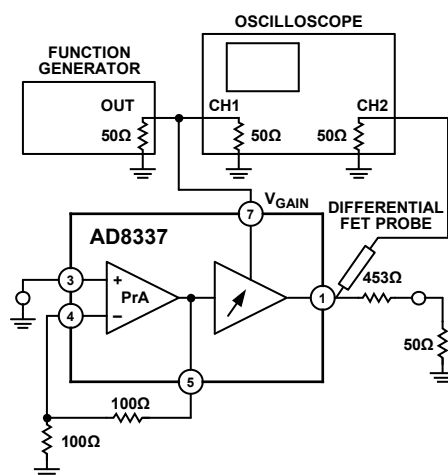 OSCILLOSCOPE
FUNCTION
GENERATOR
OUT
CH1
CH2
50Ω
50Ω
50Ω
VGAIN
DIFFERENTIAL
FET PROBE
7
AD8337
3
+
PrA
4
–
1
453Ω
50Ω
5
100Ω
100Ω